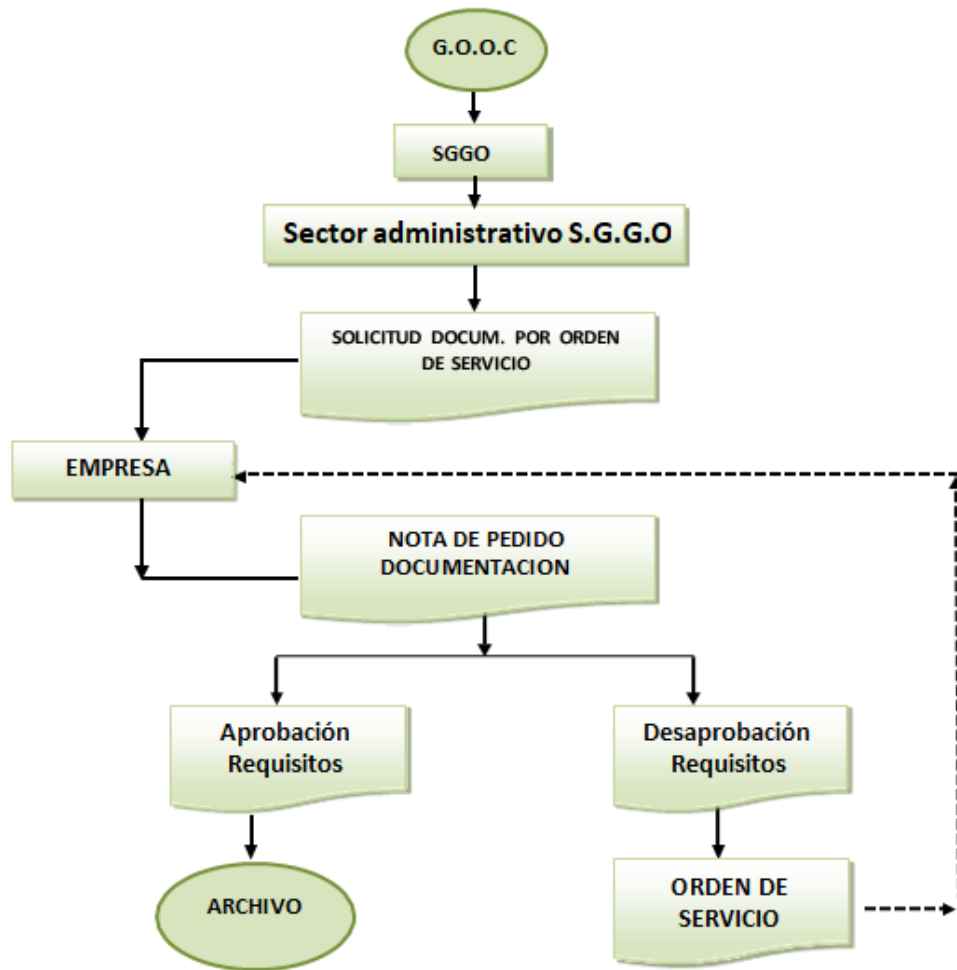 G.O.O.C
SGGO
Sector administrativo S.G.G.O
SOLICITUD DOCUM. POR ORDEN
DE SERVICIO
EMPRESA
NOTA DE PEDIDO
DOCUMENTACION
Aprobación
Requisitos
Desaprobación
Requisitos
ARCHIVO
ORDEN DE
SERVICIO